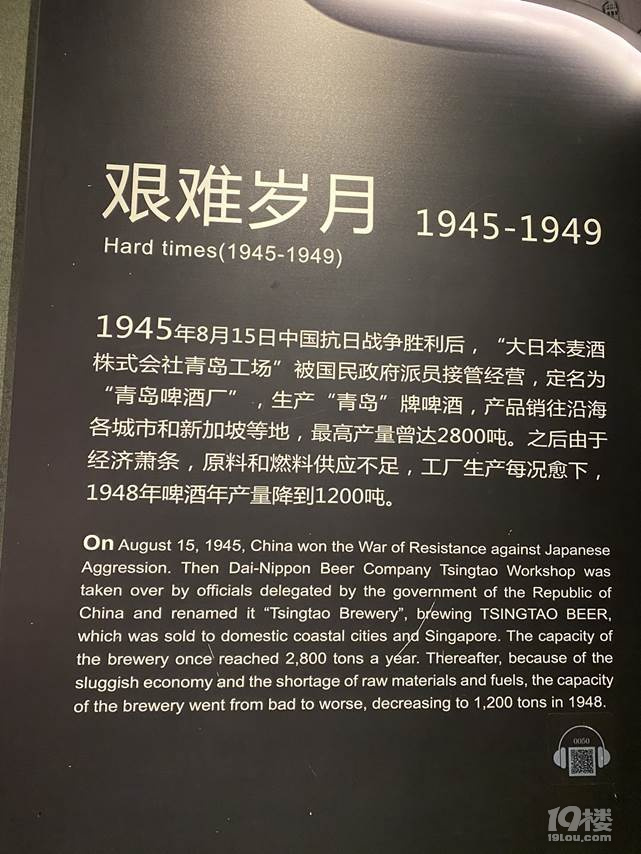 艰难岁月 1945-1949
Hard times(1945-1949)
1945年8月15日中国抗日战争胜利后，“大日本麦酒
株式会社青岛工场”被国民政府派员接管经营，定名为
“青岛啤酒厂”，生产“青岛”牌啤酒，产品销往沿海
各城市和新加坡等地，最高产量曾达2800吨。之后由于
经济萧条，原料和燃料供应不足，工厂生产每况愈下，
1948年啤酒年产量降到1200吨。
On August 15, 1945, China won the War of Resistance against Japanese
Aggression. Then Dai-Nippon Beer Company Tsingtao Workshop was
taken over by officials delegated by the government of the Republic of
China and renamed it “Tsingtao Brewery”, brewing TSINGTAO BEER,
which was sold to domestic coastal cities and Singapore. The capacity of
the brewery once reached 2,800 tons a year. Thereafter, because of the
sluggish economy and the shortage of raw materials and fuels, the capacity
of the brewery went from bad to worse, decreasing to 1,200 tons in 1948.
0050
19楼
19lou.com